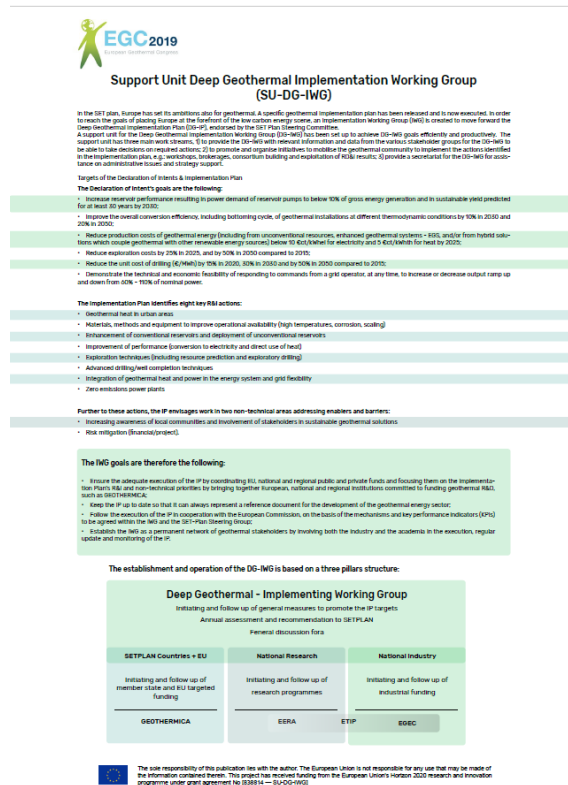 EGC2019
European Geothermal Congress
Support Unit Deep Geothermal Implementation Working Group
(SU-DG-IWG)
In the SET plan, Europe has set its ambitions also for geothermal. A specific geothermal implementation plan has been released and is now executed. In order
to reach the goals of placing Europe at the forefront of the low carbon energy scene, an Implementation Working Group (IWG) is created to move forward the
Deep Geothermal Implementation Plan (DG-IP), endorsed by the SET Plan Steering Committee.
A support unit for the Deep Geothermal Implementation Working Group (DG-IWG) has been set up to achieve DG-IWG goals efficiently and productively. The
support unit has three main work streams, 1) to provide the DG-IWG with relevant information and data from the various stakeholder groups for the DG-IWG to
be able to take decisions on required actions; 2) to promote and organise initiatives to mobilise the geothermal community to implement the actions identified
in the implementation plan, e.g.: workshops, brokerages, consortium building and exploitation of RD&I results; 3) provide a secretariat for the DG-IWG for assis-
tance on administrative issues and strategy support.
Targets of the Declaration of Intents & Implementation Plan
The Declaration of Intent's goals are the following:
• Increase reservoir performance resulting in power demand of reservoir pumps to below 10% of gross energy generation and in sustainable yield predicted
for at least 30 years by 2030;
• Improve the overall conversion efficiency, including bottoming cycle, of geothermal installations at different thermodynamic conditions by 10% in 2030 and
20% in 2050;
• Reduce production costs of geothermal energy (including from unconventional resources, enhanced geothermal systems - EGS, and/or from hybrid solu-
tions which couple geothermal with other renewable energy sources) below 10 €ct/kWhel for electricity and 5 €ct/kWhth for heat by 2025;
• Reduce exploration costs by 25% in 2025, and by 50% in 2050 compared to 2015;
• Reduce the unit cost of drilling (€/MWh) by 15% in 2020, 30% in 2030 and by 50% in 2050 compared to 2015;
• Demonstrate the technical and economic feasibility of responding to commands from a grid operator, at any time, to increase or decrease output ramp up
and down from 60% - 110% of nominal power.
The Implementation Plan identifies eight key R&I actions:
• Geothermal heat in urban areas
• Materials, methods and equipment to improve operational availability (high temperatures, corrosion, scaling)
• Enhancement of conventional reservoirs and deployment of unconventional reservoirs
• Improvement of performance (conversion to electricity and direct use of heat)
• Exploration techniques (including resource prediction and exploratory drilling)
• Advanced drilling/well completion techniques
• Integration of geothermal heat and power in the energy system and grid flexibility
• Zero emissions power plants
Further to these actions, the IP envisages work in two non-technical areas addressing enablers and barriers:
• Increasing awareness of local communities and involvement of stakeholders in sustainable geothermal solutions
• Risk mitigation (financial/project).
The IWG goals are therefore the following:
• Ensure the adequate execution of the IP by coordinating EU, national and regional public and private funds and focusing them on the Implementa-
tion Plan's R&I and non-technical priorities by bringing together European, national and regional institutions committed to funding geothermal R&D,
such as GEOTHERMICA;
• Keep the IP up to date so that it can always represent a reference document for the development of the geothermal energy sector;
• Follow the execution of the IP in cooperation with the European Commission, on the basis of the mechanisms and key performance indicators (KPIs)
to be agreed within the IWG and the SET-Plan Steering Group;
• Establish the IWG as a permanent network of geothermal stakeholders by involving both the industry and the academia in the execution, regular
update and monitoring of the IP.
The establishment and operation of the DG-IWG is based on a three pillars structure:
Deep Geothermal - Implementing Working Group
Initiating and follow up of general measures to promote the IP targets
Annual assessment and recommendation to SETPLAN
Feneral disoussion fora
SETPLAN Countries + EU
National Research
National Industry
Initiating and follow up of
member state and EU targeted
funding
Initiating and follow up of
research programmes
Initiating and follow up of
industrial funding
GEOTHERMICA
EERA
ETIP
EGEC
The sole responsibility of this publication lies with the author. The European Union is not responsible for any use that may be made of
the information contained therein. This project has received funding from the European Union's Horizon 2020 research and innovation
programme under grant agreement No [838814 — SU-DG-IWG]